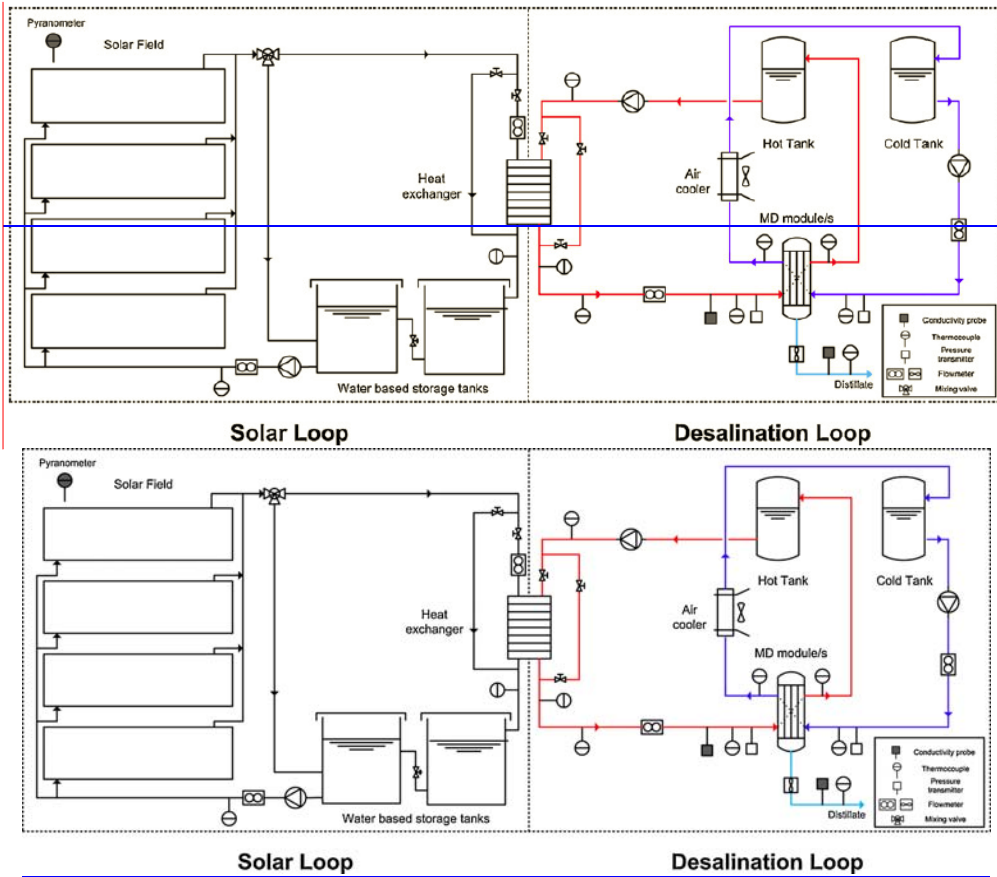 Pyranometer
Solar Field
Hot Tank
Cold Tank
Heat
exchanger
Air
cooler
MD module/s
Water based storage tanks
Distillate
Conductivity probe
Thermocouple
Pressure
transmitter
Flowmeter
Mixing valve
Solar Loop
Desalination Loop
Pyranometer
Solar Field
Hot Tank
Cold Tank
Heat
exchanger
Air
cooler
MD module/s
Water based storage tanks
Distillate
Conductivity probe
Thermocouple
Pressure
transmitter
Flowmeter
Mixing valve
Solar Loop
Desalination Loop